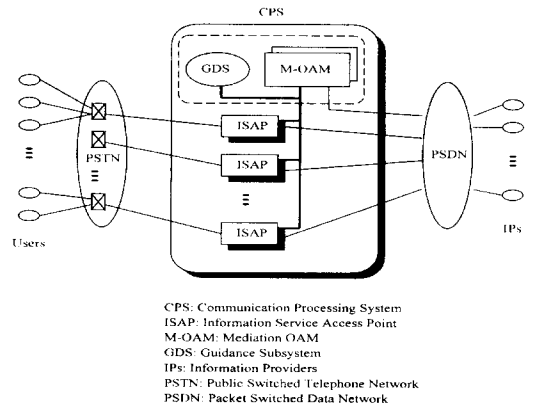 CPS
GDS
M-OAM
ISAP
PSTN
ISAP
PSDN
ISAP
Users
IPs
CPS: Communication Processing System
ISAP: Information Service Access Point
M-OAM: Mediation OAM
GDS: Guidance Subsystem
IPs: Information Providers
PSTN: Public Switched Telephone Network
PSDN: Packet Switched Data Network